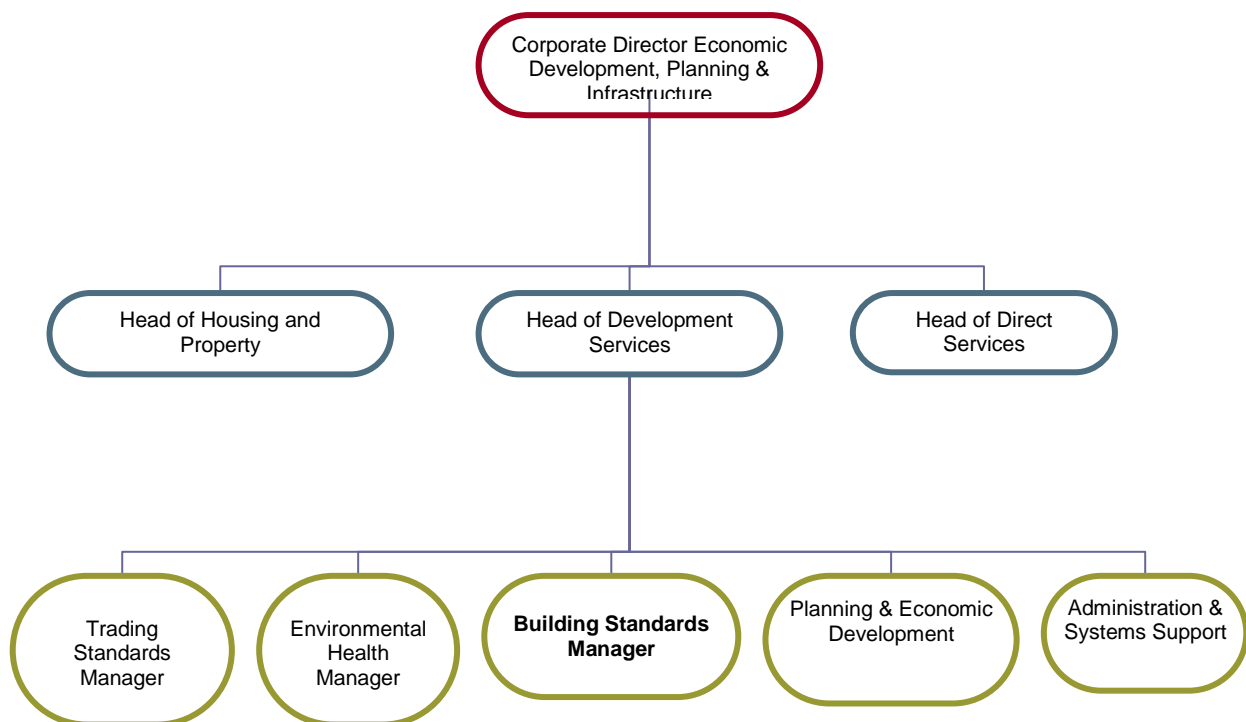 Corporate Director Economic
Development, Planning &
Infrastructure
Head of Housing and
Property
Head of Development
Services
Head of Direct
Services
Trading
Standards
Manager
Environmental
Health
Manager
Building Standards
Manager
Planning & Economic
Development
Administration &
Systems Support